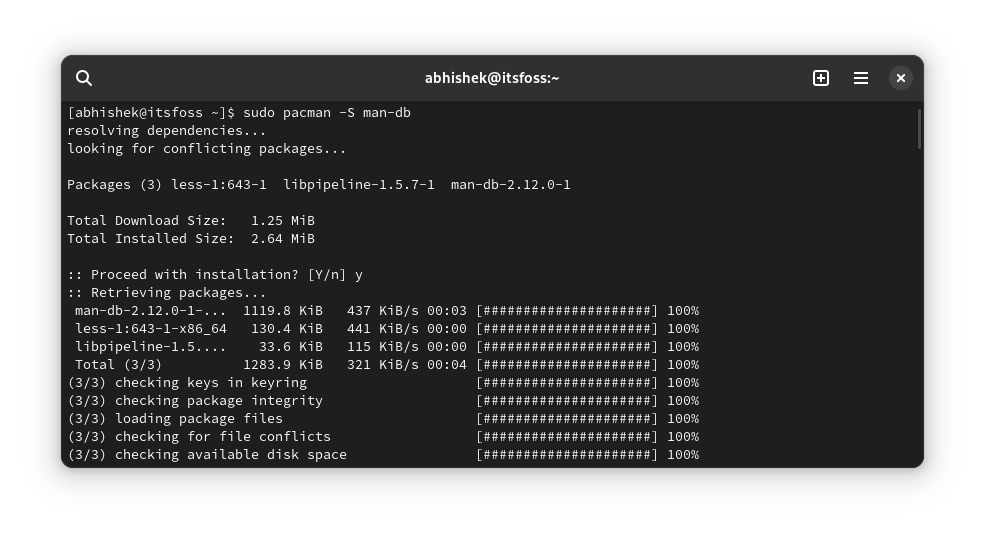 abhishek@itsfoss:~
[abhishek@itsfoss ~]$ sudo pacman -S man-db
resolving dependencies...
looking for conflicting packages...
Packages (3) less-1:643-1  libpipeline-1.5.7-1  man-db-2.12.0-1
Total Download Size:   1.25 MiB
Total Installed Size:  2.64 MiB
:: Proceed with installation? [Y/n] y
:: Retrieving packages...
 man-db-2.12.0-1-...  1119.8 KiB   437 KiB/s 00:03 [#####################] 100%
 less-1:643-1-x86_64   130.4 KiB   441 KiB/s 00:00 [#####################] 100%
 libpipeline-1.5....    33.6 KiB   115 KiB/s 00:00 [#####################] 100%
 Total (3/3)          1283.9 KiB   321 KiB/s 00:04 [#####################] 100%
(3/3) checking keys in keyring                     [#####################] 100%
(3/3) checking package integrity                   [#####################] 100%
(3/3) loading package files                        [#####################] 100%
(3/3) checking for file conflicts                  [#####################] 100%
(3/3) checking available disk space                [#####################] 100%